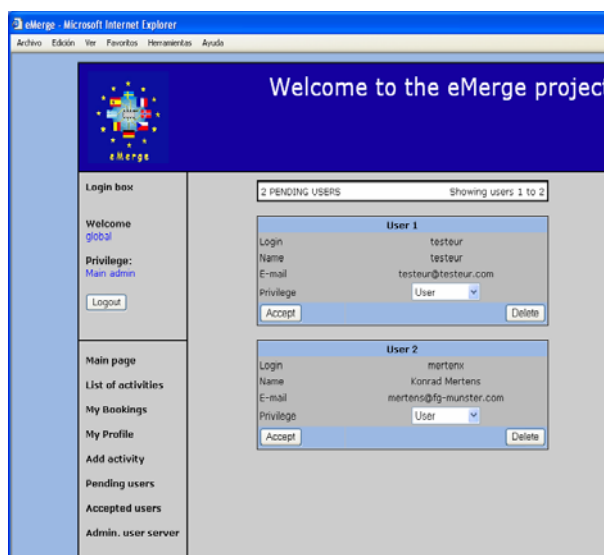 eMerge - Microsoft Internet Explorer
Archivo Edición Ver Favoritos Herramientas Ayuda
eMerge
Welcome to the eMerge project
Login box
Welcome
global
Privilege:
Main admin
Logout
Main page
List of activities
My Bookings
My Profile
Add activity
Pending users
Accepted users
Admin. user server
2 PENDING USERS Showing users 1 to 2
User 1
Login testeur
Name testeur
E-mail testeur@testeur.com
Privilege User
Accept Delete
User 2
Login mertenx
Name Konrad Mertens
E-mail mertens@fg-munster.com
Privilege User
Accept Delete